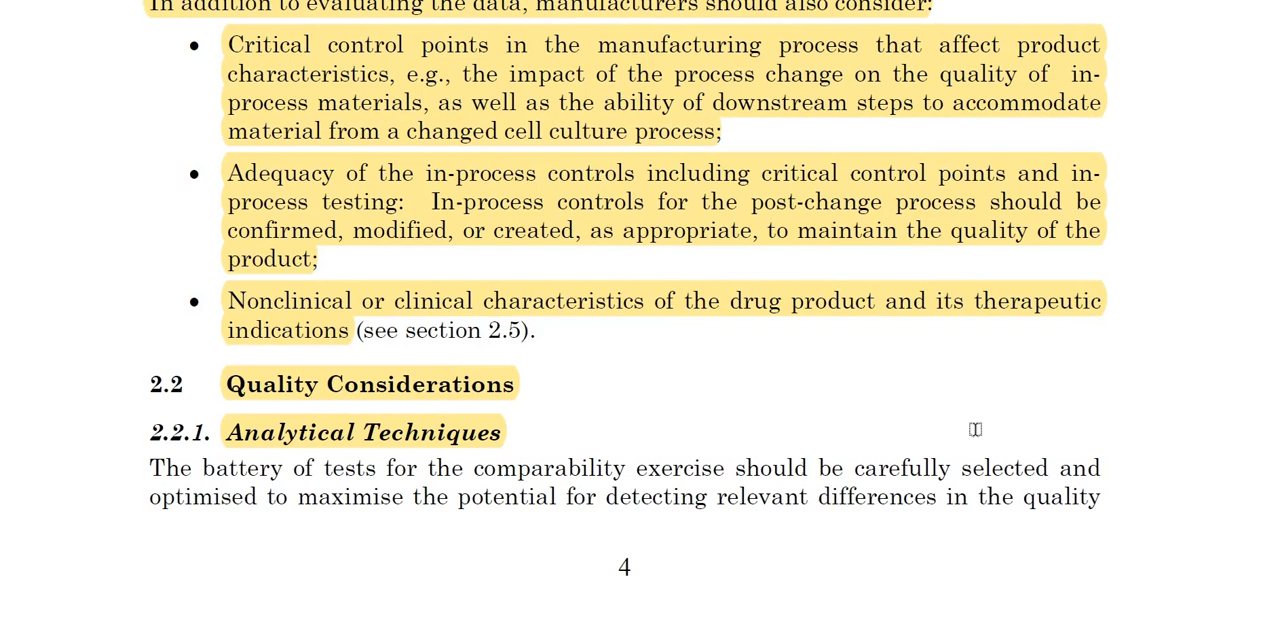 In addition to evaluating the data, manufacturers should also consider:
• Critical control points in the manufacturing process that affect product
characteristics, e.g., the impact of the process change on the quality of in-
process materials, as well as the ability of downstream steps to accommodate
material from a changed cell culture process;
• Adequacy of the in-process controls including critical control points and in-
process testing: In-process controls for the post-change process should be
confirmed, modified, or created, as appropriate, to maintain the quality of the
product;
• Nonclinical or clinical characteristics of the drug product and its therapeutic
indications (see section 2.5).
2.2 Quality Considerations
2.2.1. Analytical Techniques
The battery of tests for the comparability exercise should be carefully selected and
optimised to maximise the potential for detecting relevant differences in the quality
4